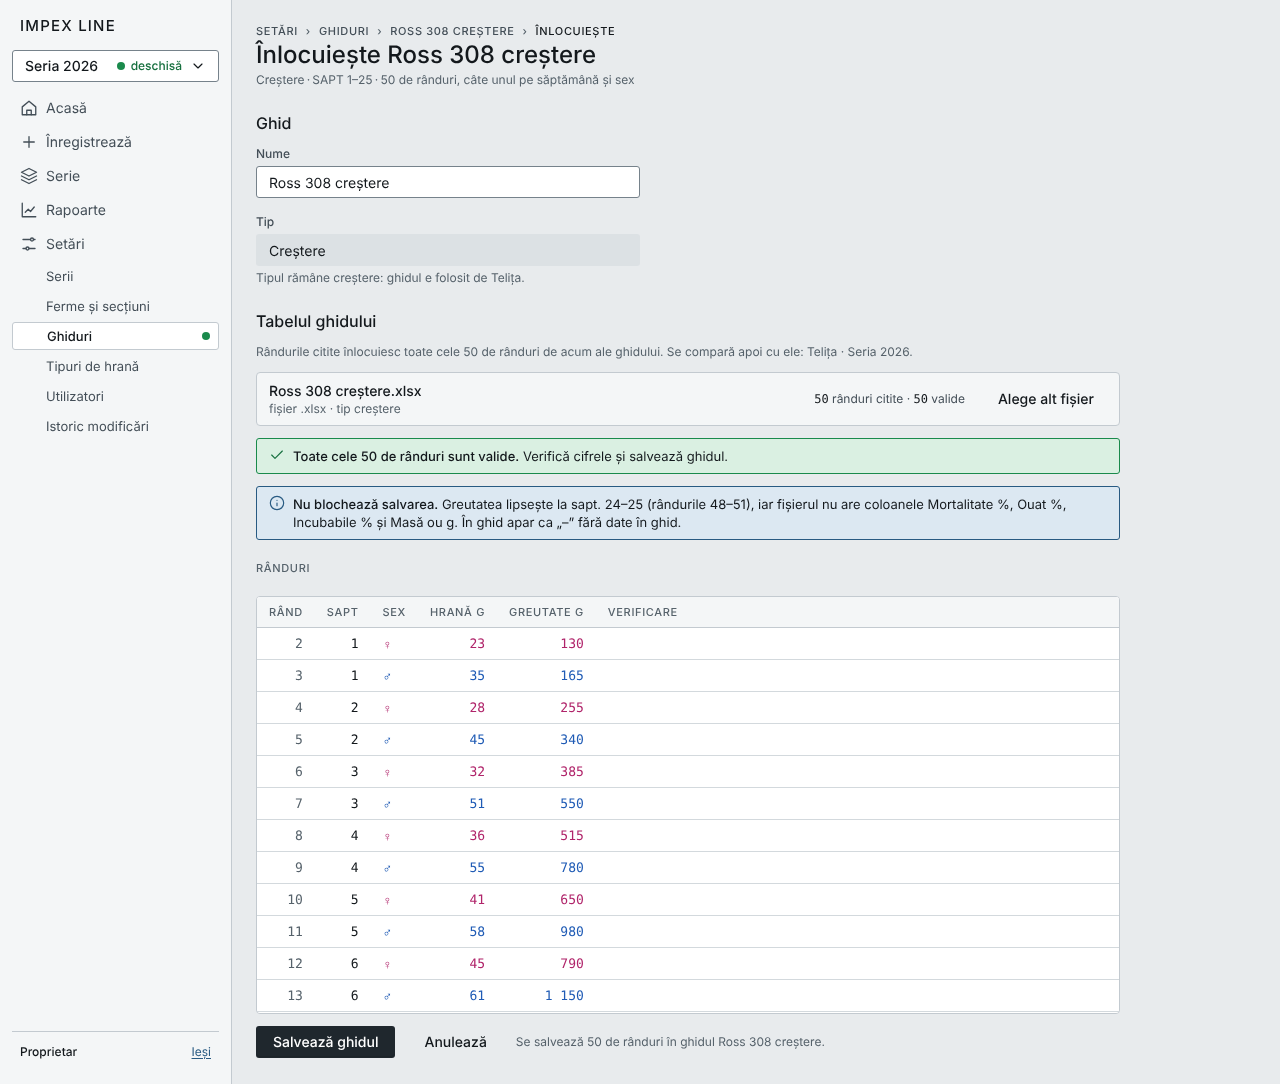 IMPEX LINE
Seria 2026 deschisă
Acasă
Înregistrează
Serie
Rapoarte
Setări
Serii
Ferme și secțiuni
Ghiduri
Tipuri de hrană
Utilizatori
Istoric modificări
Proprietar Ieși
SETĂRI › GHIDURI › ROSS 308 CREȘTERE › ÎNLOCUIEȘTE
Înlocuiește Ross 308 creștere
Creștere · SAPT 1–25 · 50 de rânduri, câte unul pe săptămână și sex
Ghid
Nume
Ross 308 creștere
Tip
Creștere
Tipul rămâne creștere: ghidul e folosit de Telița.
Tabelul ghidului
Rândurile citite înlocuiesc toate cele 50 de rânduri de acum ale ghidului. Se compară apoi cu ele: Telița · Seria 2026.
Ross 308 creștere.xlsx
fișier .xlsx · tip creștere
50 rânduri citite · 50 valide
Alege alt fișier
Toate cele 50 de rânduri sunt valide. Verifică cifrele și salvează ghidul.
Nu blochează salvarea. Greutatea lipsește la sapt. 24–25 (rândurile 48–51), iar fișierul nu are coloanele Mortalitate %, Ouat %,
Incubabile % și Masă ou g. În ghid apar ca „–” fără date în ghid.
RÂNDURI
RÂND SAPT SEX HRANĂ G GREUTATE G VERIFICARE
2 1 ♀ 23 130
3 1 ♂ 35 165
4 2 ♀ 28 255
5 2 ♂ 45 340
6 3 ♀ 32 385
7 3 ♂ 51 550
8 4 ♀ 36 515
9 4 ♂ 55 780
10 5 ♀ 41 650
11 5 ♂ 58 980
12 6 ♀ 45 790
13 6 ♂ 61 1 150
Salvează ghidul Anulează Se salvează 50 de rânduri în ghidul Ross 308 creștere.